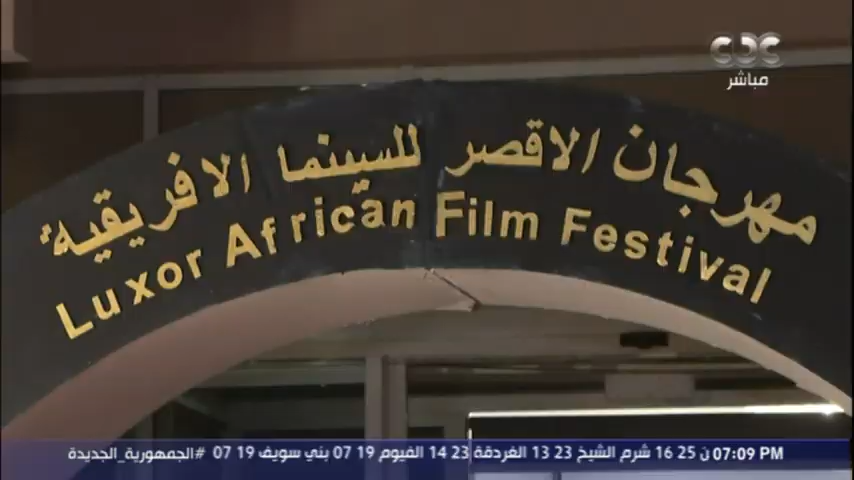 cbc
مباشر
مهرجان الاقصر للسينما الافريقية
Luxor African Film Festival
07:09 PM ن 25 16 شرم الشيخ 23 13 الغردقة 23 14 الفيوم 19 07 بني سويف 19 07 #الجمهورية_الجديدة